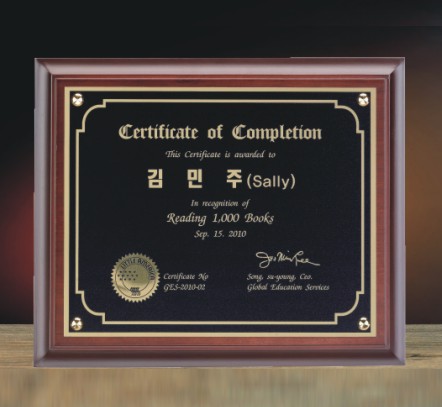 Certificate of Completion
This Certificate is awarded to
김 민 주 (Sally)
In recognition of
Reading 1,000 Books
Sep. 15. 2010
Certificate No
GES-2010-02
Song, su-young, Ceo.
Global Education Services